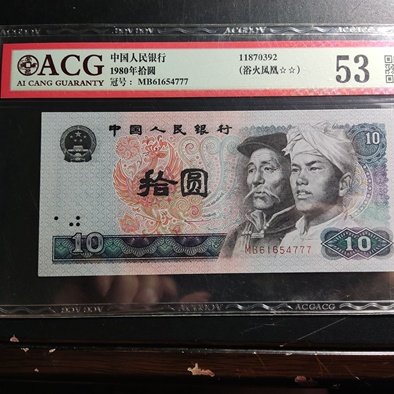 ACG
AI CANG GUARANTY
中国人民银行
1980年拾圆
冠号：MB61654777
11870392
(浴火凤凰☆☆)
53
中国人民银行
10
拾圆
MB61654777
10
10
ACGACG